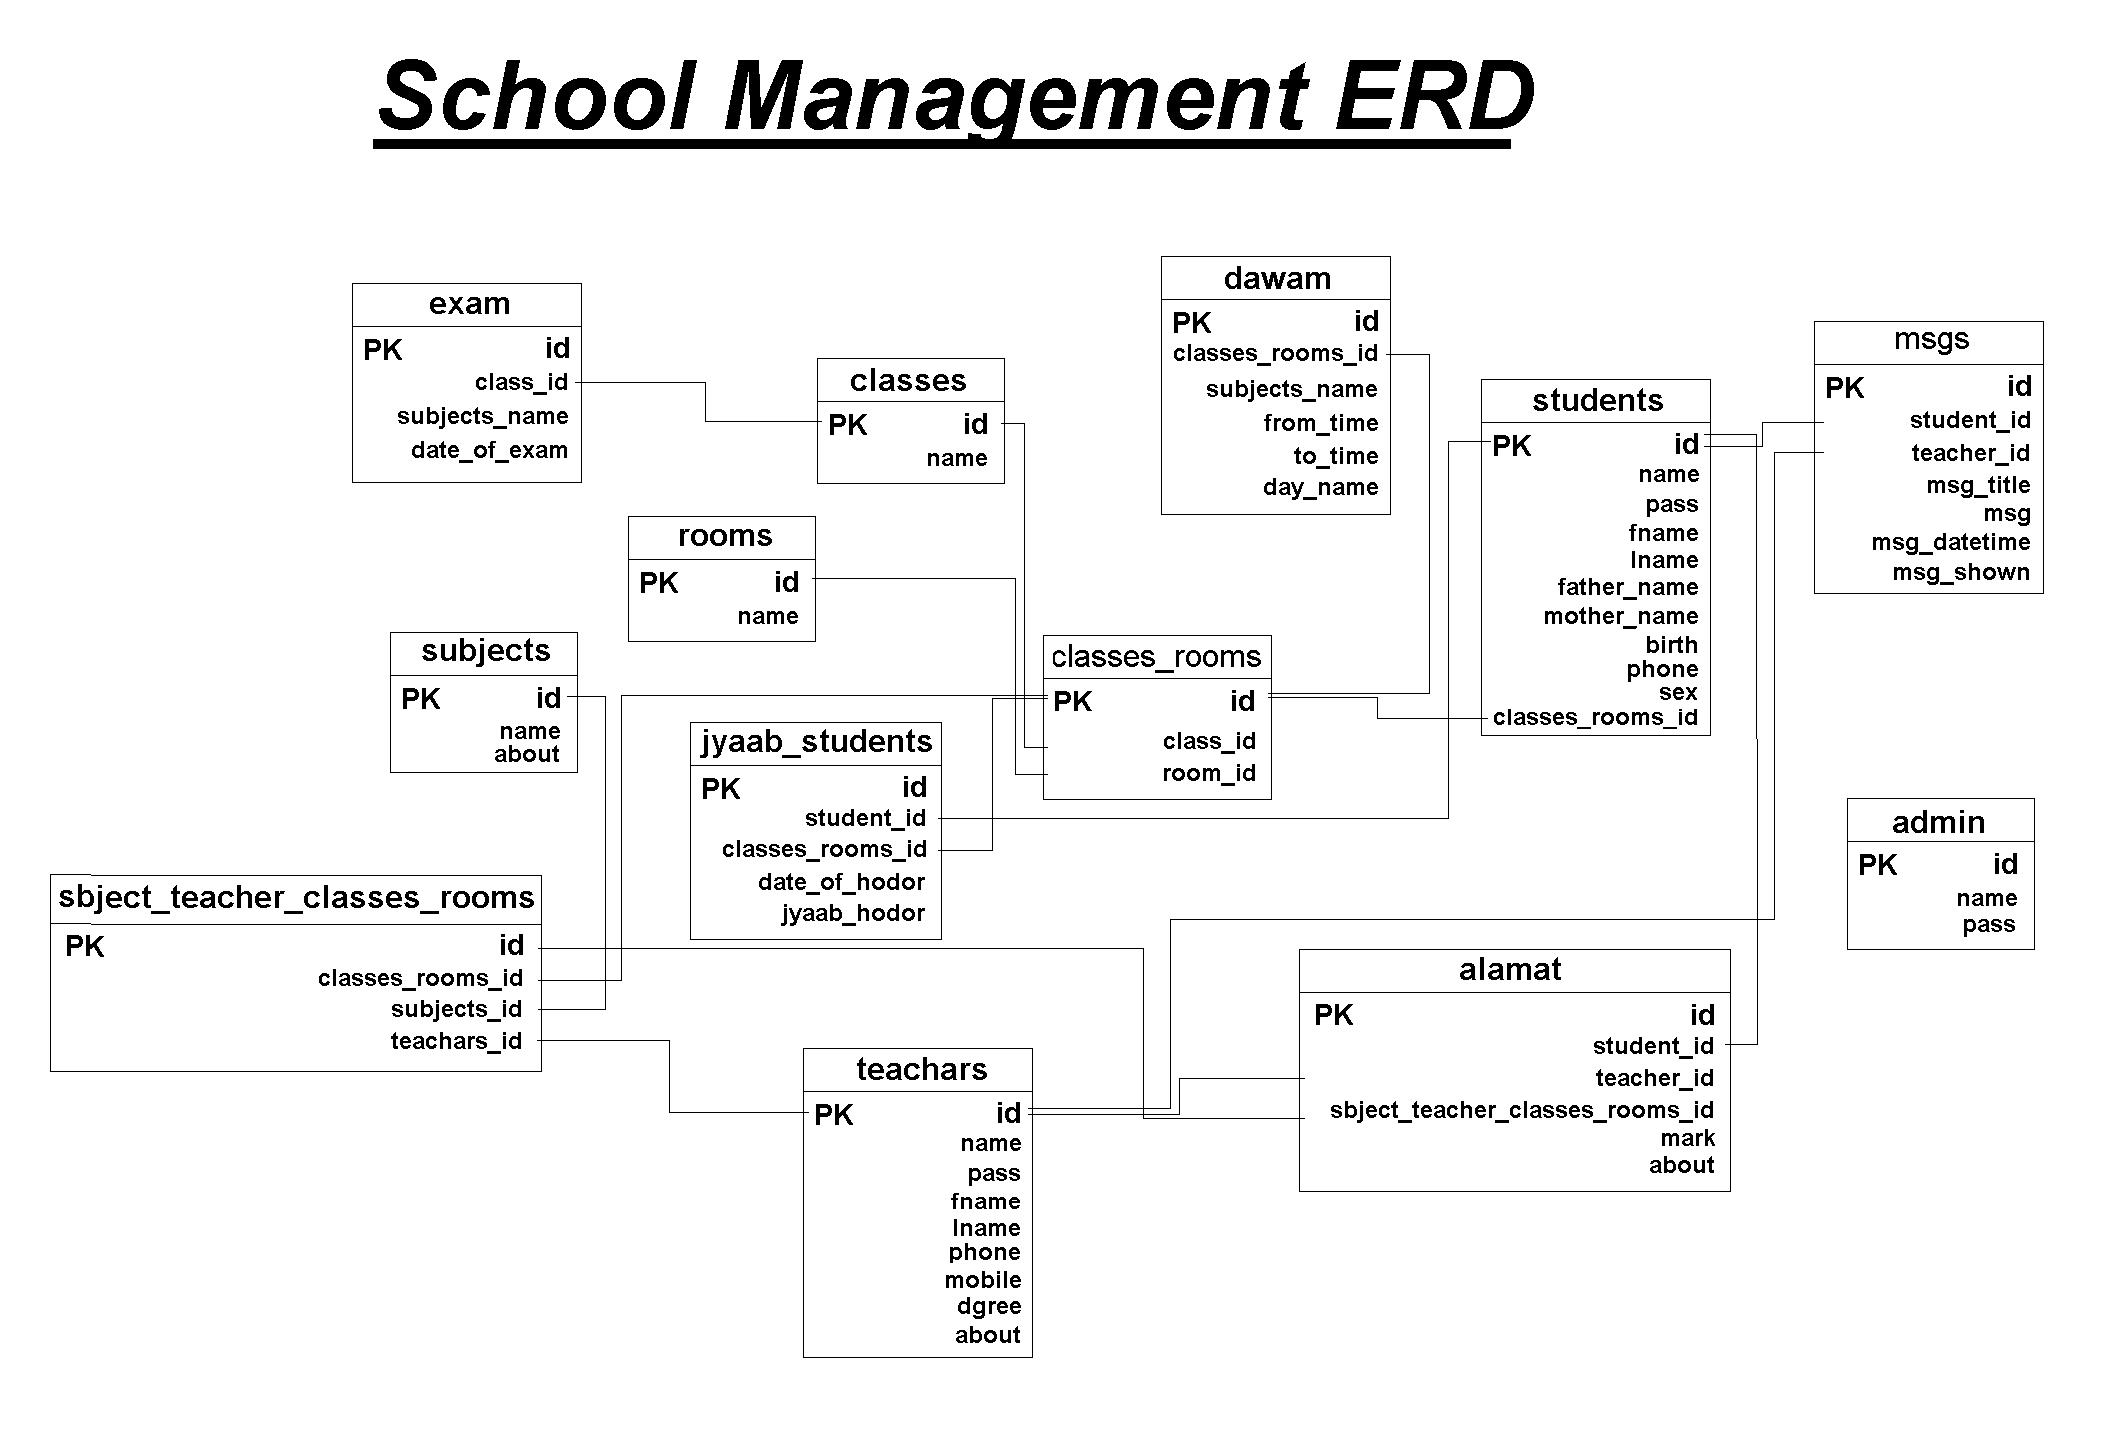 School Management ERD
exam
PK id
class_id
subjects_name
date_of_exam
classes
PK id
name
dawam
PK id
classes_rooms_id
subjects_name
from_time
to_time
day_name
students
PK id
name
pass
fname
lname
father_name
mother_name
birth
phone
sex
classes_rooms_id
msgs
PK id
student_id
teacher_id
msg_title
msg
msg_datetime
msg_shown
rooms
PK id
name
subjects
PK id
name
about
classes_rooms
PK id
class_id
room_id
jyaab_students
PK id
student_id
classes_rooms_id
date_of_hodor
jyaab_hodor
admin
PK id
name
pass
sbject_teacher_classes_rooms
PK id
classes_rooms_id
subjects_id
teachars_id
teachars
PK id
name
pass
fname
lname
phone
mobile
dgree
about
alamat
PK id
student_id
teacher_id
sbject_teacher_classes_rooms_id
mark
about